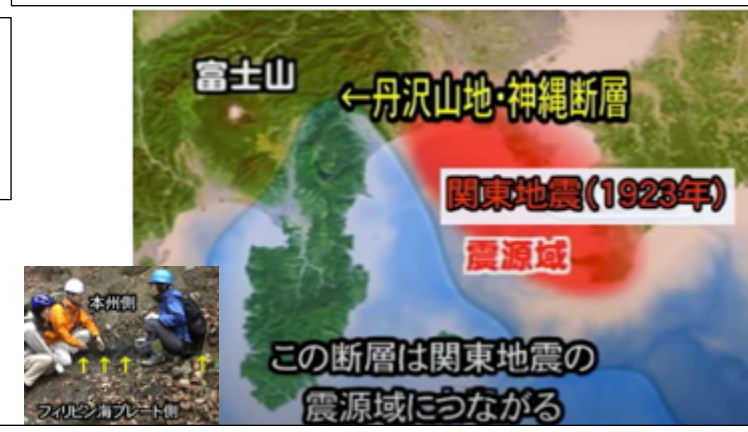 富士山
←丹沢山地・神縄断層
関東地震(1923年)
震源域
本州側
↑↑↑ ↑
フィリピン海プレート側
この断層は関東地震の
震源域につながる